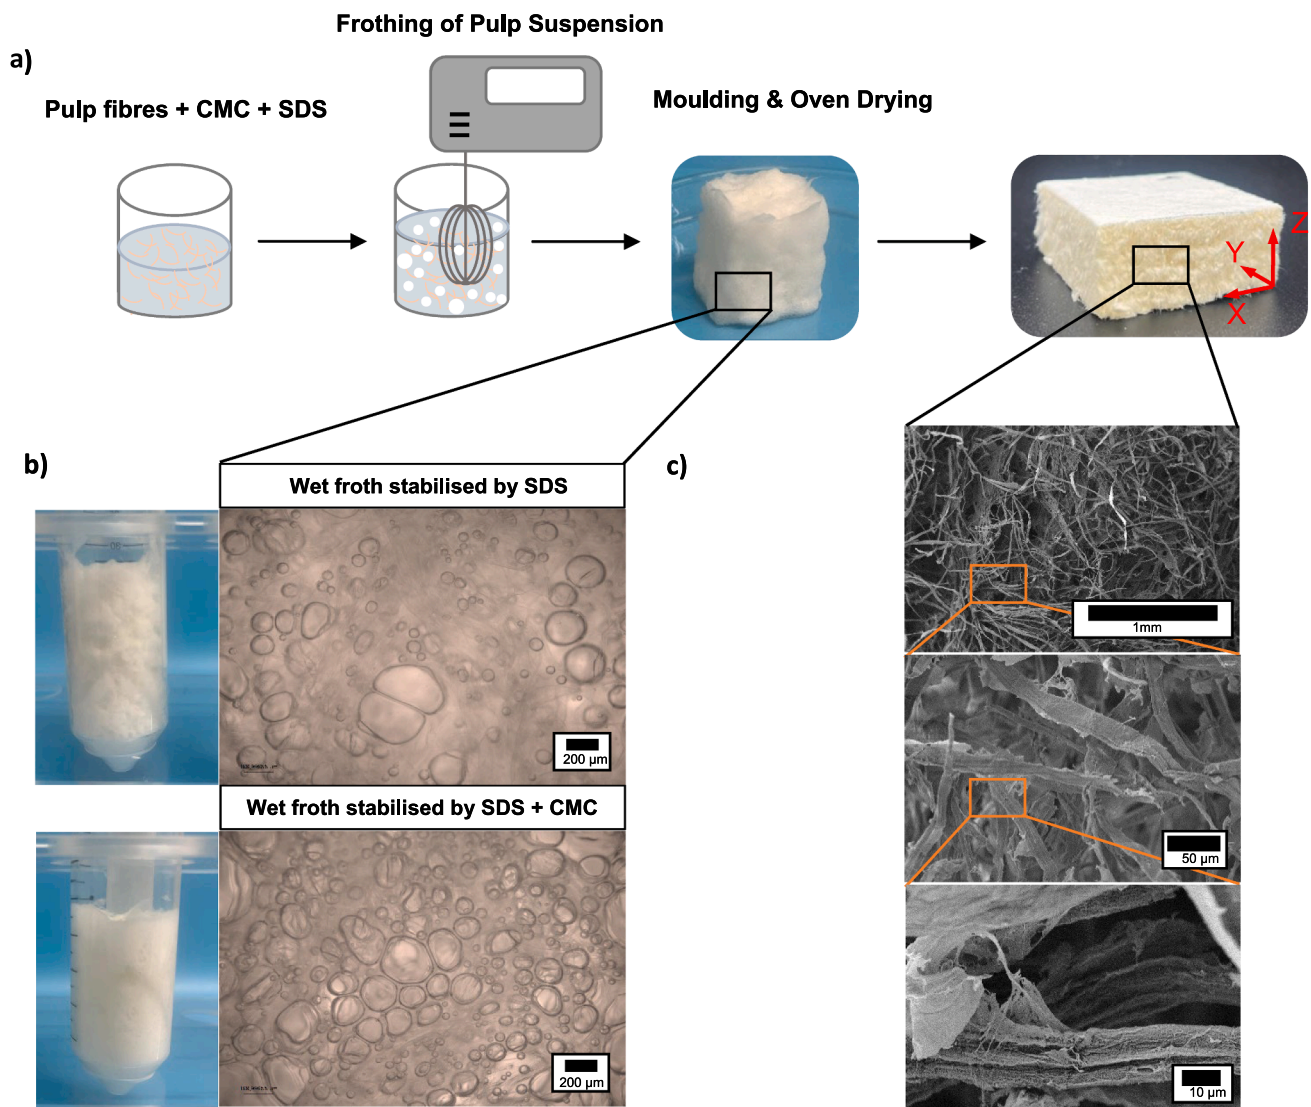 Frothing of Pulp Suspension
a)
Pulp fibres + CMC + SDS
Moulding & Oven Drying
Z
Y
X
b)
c)
Wet froth stabilised by SDS
200 µm
1mm
Wet froth stabilised by SDS + CMC
50 µm
200 µm
10 µm